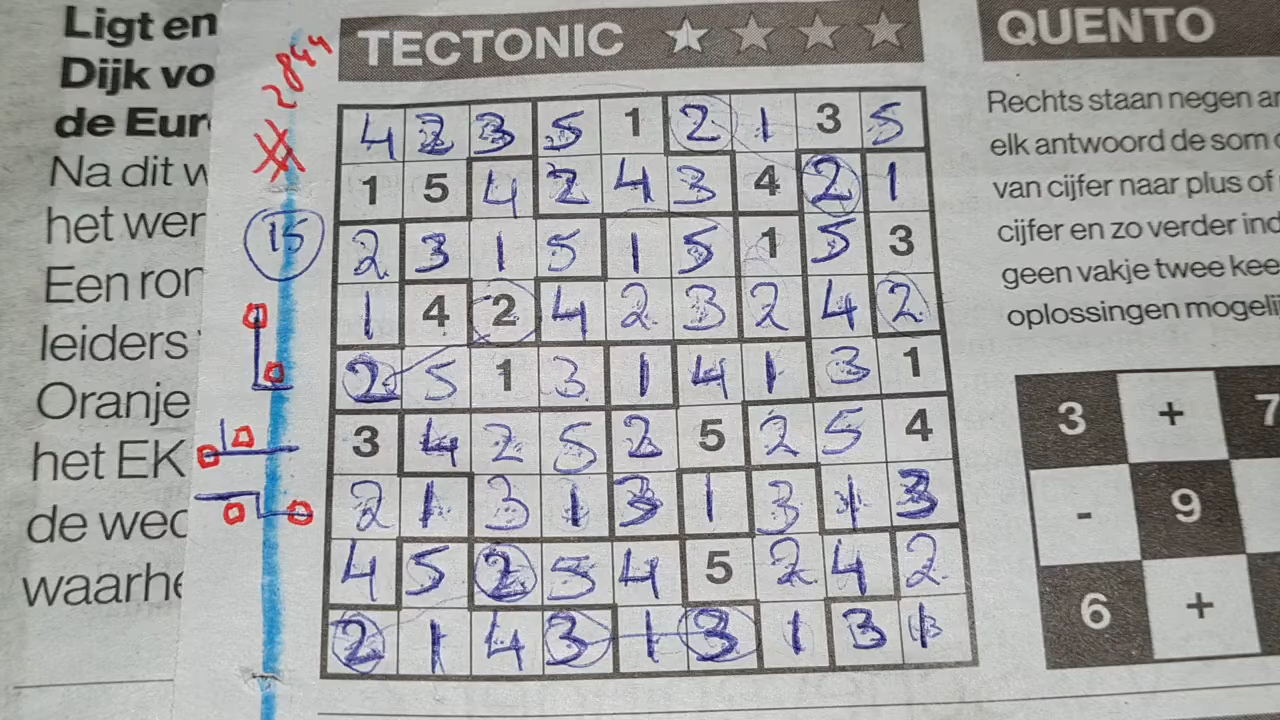 Ligt en
Dijk vo
de Eur
Na dit w
het wer
Een ron
leiders
Oranje
het EK
de wed
waarhe
# 2844
15
TECTONIC
4 2 3 5 1 2 1 3 5
1 5 4 2 4 3 4 2 1
2 3 1 5 1 5 1 5 3
1 4 2 4 2 3 2 4 2
2 5 1 3 1 4 1 3 1
3 4 2 5 2 5 2 5 4
2 1 3 1 3 1 3 1 3
4 5 2 5 4 5 2 4 2
2 1 4 3 1 3 1 3 1
QUENTO
Rechts staan negen a
elk antwoord de som
van cijfer naar plus of
cijfer en zo verder ind
geen vakje twee kee
oplossingen mogelij
3 + 7
- 9
6 +